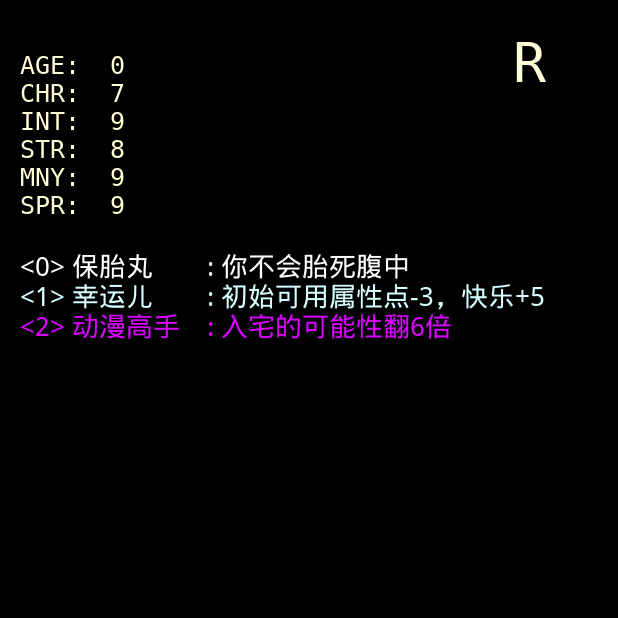 R
AGE: 0
CHR: 7
INT: 9
STR: 8
MNY: 9
SPR: 9
<0> 保胎丸 : 你不会胎死腹中
<1> 幸运儿 : 初始可用属性点-3，快乐+5
<2> 动漫高手 : 入宅的可能性翻6倍